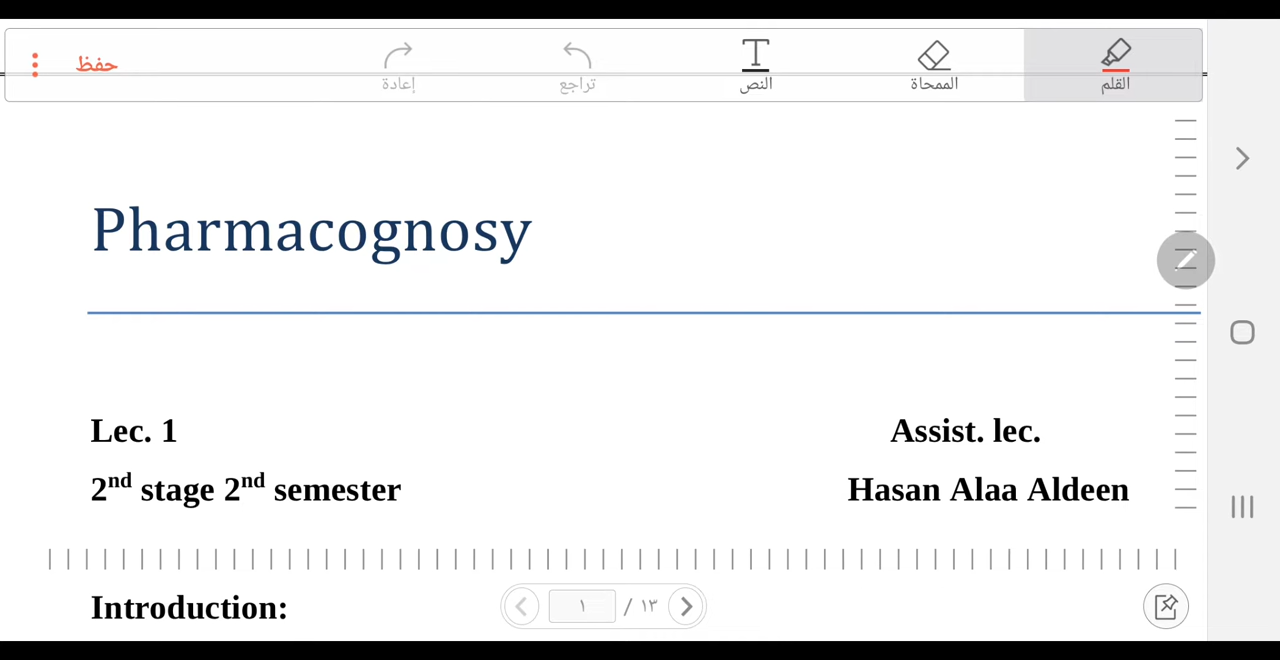 القلم
الممحاة
النص
تراجع
إعادة
حفظ
Pharmacognosy
Lec. 1
Assist. lec.
2nd stage 2nd semester
Hasan Alaa Aldeen
Introduction:
١ / ١٣